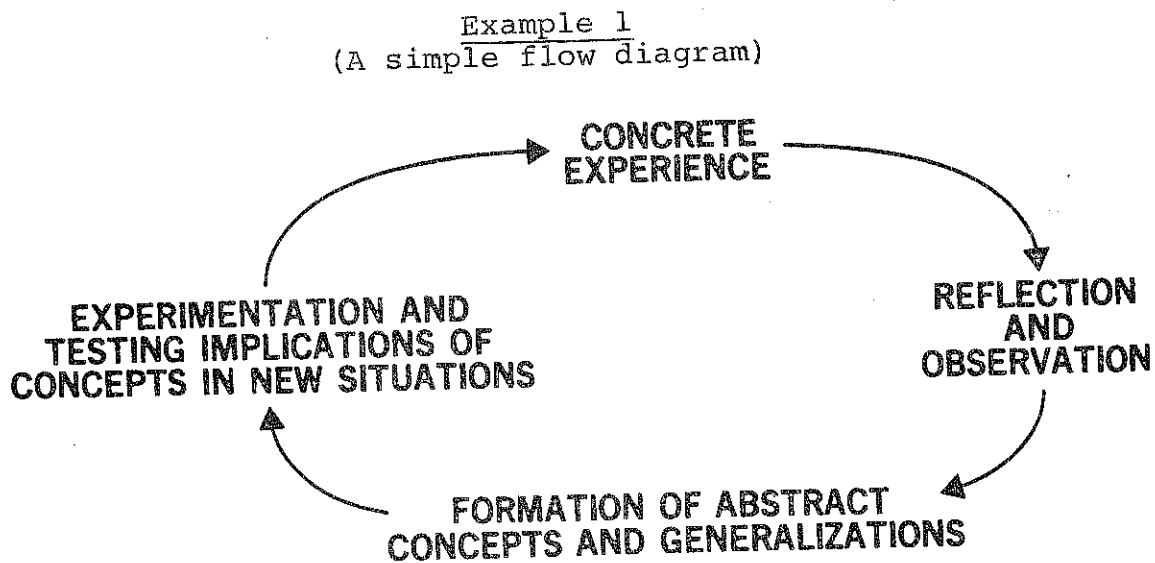 Example 1
(A simple flow diagram)
CONCRETE
EXPERIENCE
REFLECTION
AND
OBSERVATION
FORMATION OF ABSTRACT
CONCEPTS AND GENERALIZATIONS
EXPERIMENTATION AND
TESTING IMPLICATIONS OF
CONCEPTS IN NEW SITUATIONS